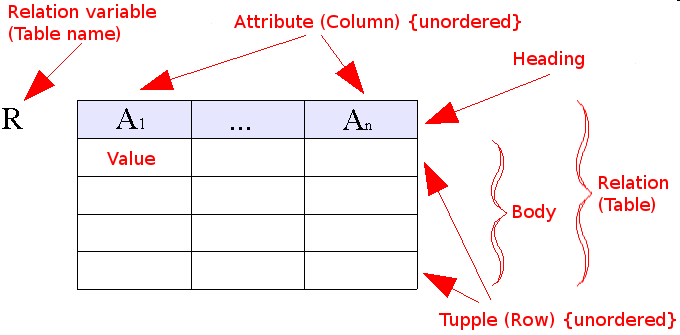 Relation variable
(Table name)
Attribute (Column) {unordered}
Heading
R
A1 ... An
Value
Body
Relation
(Table)
Tupple (Row) {unordered}